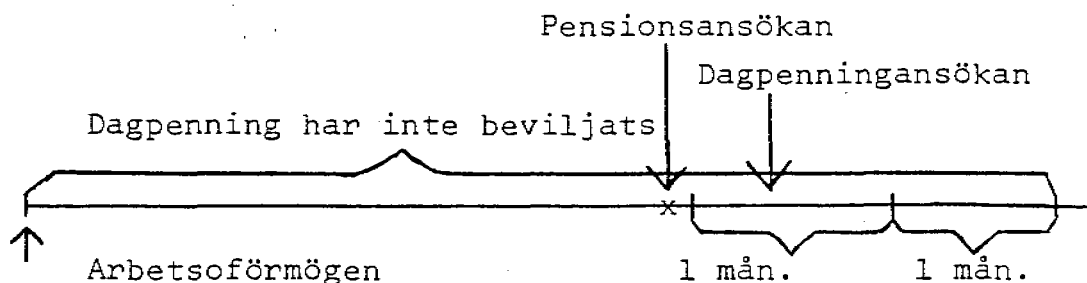 Pensionsansökan
Dagpenningansökan
Dagpenning har inte beviljats
x
Arbetsoförmögen
1 mån.
1 mån.